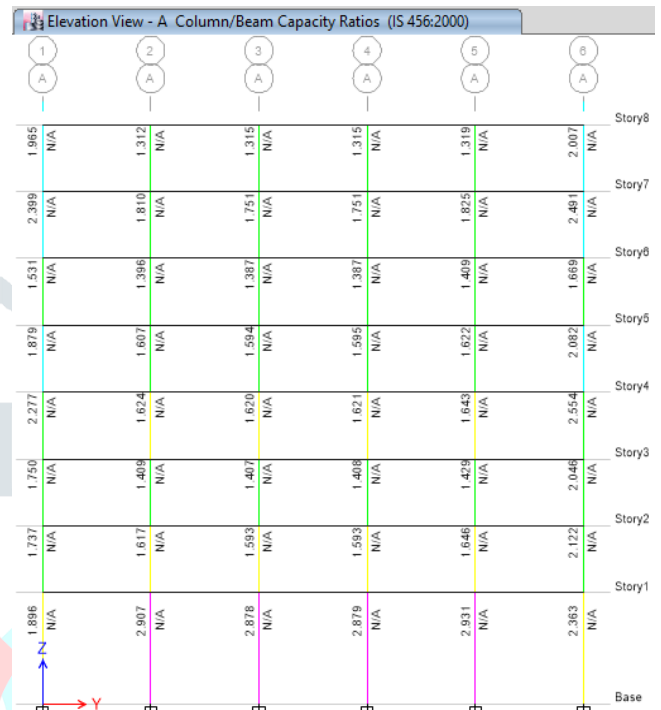 Elevation View - A Column/Beam Capacity Ratios (IS 456:2000)
1 2 3 4 5 6
A A A A A A
Story8
1.965 N/A 1.312 N/A 1.315 N/A 1.315 N/A 1.319 N/A 2.007 N/A
Story7
2.399 N/A 1.810 N/A 1.751 N/A 1.751 N/A 1.825 N/A 2.491 N/A
Story6
1.531 N/A 1.396 N/A 1.387 N/A 1.387 N/A 1.409 N/A 1.669 N/A
Story5
1.879 N/A 1.607 N/A 1.594 N/A 1.595 N/A 1.622 N/A 2.082 N/A
Story4
2.277 N/A 1.624 N/A 1.620 N/A 1.621 N/A 1.643 N/A 2.554 N/A
Story3
1.750 N/A 1.409 N/A 1.407 N/A 1.408 N/A 1.429 N/A 2.046 N/A
Story2
1.737 N/A 1.617 N/A 1.593 N/A 1.593 N/A 1.646 N/A 2.122 N/A
Story1
1.896 N/A 2.907 N/A 2.878 N/A 2.879 N/A 2.931 N/A 2.363 N/A
Z
Y
Base